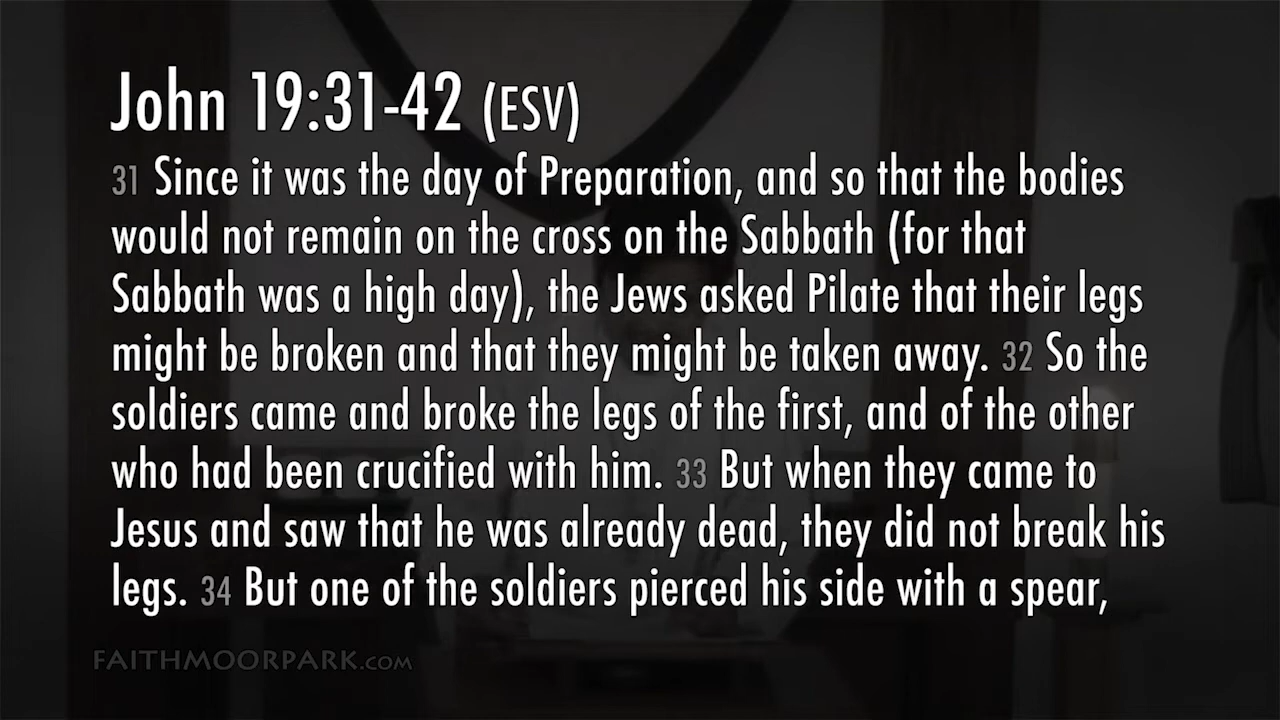 John 19:31-42 (ESV)
31 Since it was the day of Preparation, and so that the bodies
would not remain on the cross on the Sabbath (for that
Sabbath was a high day), the Jews asked Pilate that their legs
might be broken and that they might be taken away. 32 So the
soldiers came and broke the legs of the first, and of the other
who had been crucified with him. 33 But when they came to
Jesus and saw that he was already dead, they did not break his
legs. 34 But one of the soldiers pierced his side with a spear,
FAITHMOORPARK.COM